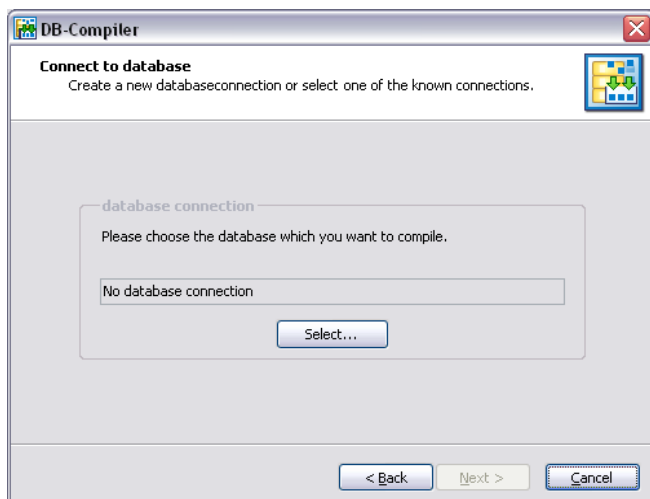 DB-Compiler
Connect to database
Create a new databaseconnection or select one of the known connections.
database connection
Please choose the database which you want to compile.
No database connection
Select...
< Back
Next >
Cancel